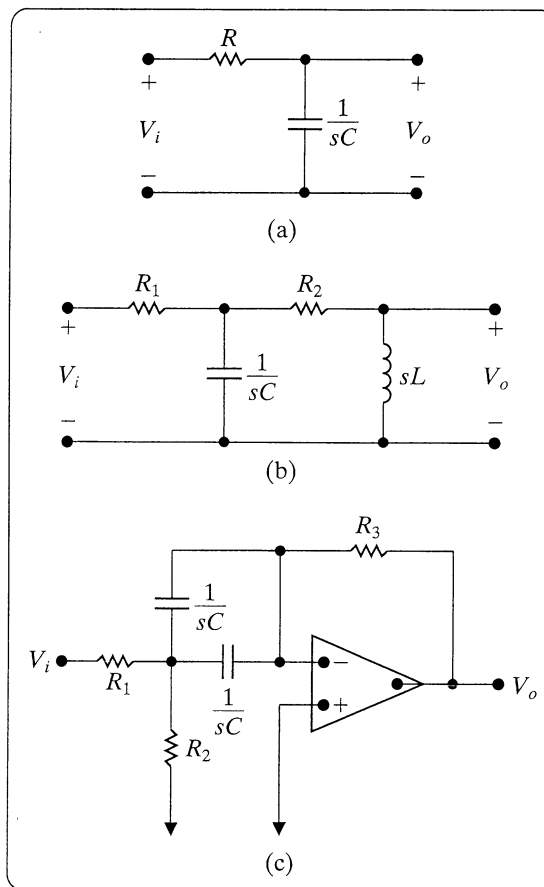 R
+ +
V_i 1/sC V_o
− −
(a)
R_1 R_2
+ +
V_i 1/sC sL V_o
− −
(b)
R_3
1/sC
V_i R_1 1/sC − V_o
+
R_2
(c)